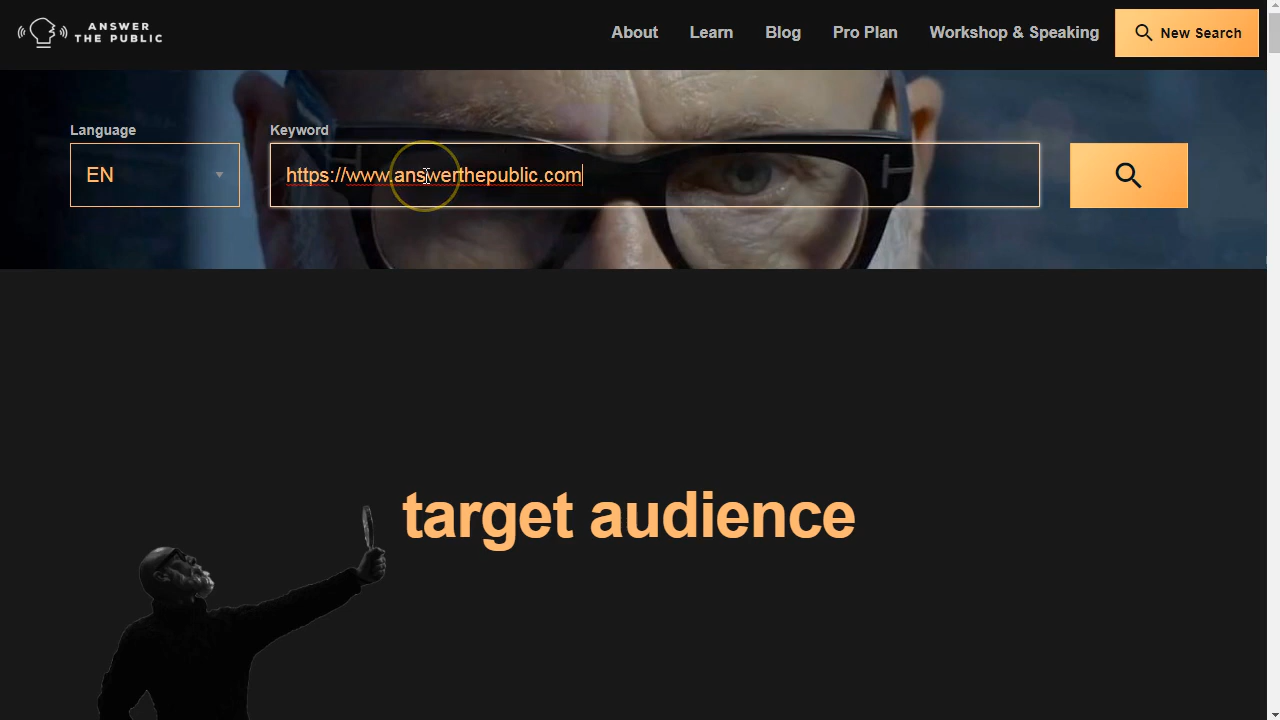 ANSWER
THE PUBLIC
About
Learn
Blog
Pro Plan
Workshop & Speaking
New Search
Language
Keyword
EN
https://www.answerthepublic.com
target audience